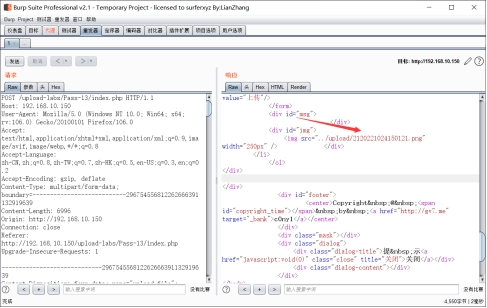 Burp Suite Professional v2.1 - Temporary Project - licensed to surferxyz By:LianZhang
Burp Project 测试器 重发器 窗口 帮助
仪表盘 目标 代理 测试器 重发器 定序器 编码器 对比器 插件扩展 项目选项 用户选项
1 ...
发送 取消 < >
目标: http://192.168.10.150
请求
Raw 参数 头 Hex
POST /upload-labs/Pass-13/index.php HTTP/1.1
Host: 192.168.10.150
User-Agent: Mozilla/5.0 (Windows NT 10.0; Win64; x64;
rv:106.0) Gecko/20100101 Firefox/106.0
Accept:
text/html,application/xhtml+xml,application/xml;q=0.9,ima
ge/avif,image/webp,*/*;q=0.8
Accept-Language:
zh-CN,zh;q=0.8,zh-TW;q=0.7,zh-HK;q=0.5,en-US;q=0.3,en;q=0
.2
Accept-Encoding: gzip, deflate
Content-Type: multipart/form-data;
Content-Length: 6996
Origin: http://192.168.10.150
Connection: close
Referer:
http://192.168.10.150/upload-labs/Pass-13/index.php
Upgrade-Insecure-Requests: 1
39
< + > 输入搜索字词 没有比赛
完成
响应
Raw 头 Hex HTML Render
value="上传"/>
</form>
<div id="msg">
</div>
<div id="img">
<img src="../upload/2120221024150121.png"
width="250px" />
</div>
</li>
</ol>
</div>
</div>
<div id="footer">
<center>Copyright&nbsp;@&nbsp;<span
id="copyright_time"></span>&nbsp;by&nbsp;<a href="http://gv7.me"
target="_bank">c0ny1</a></center>
</div>
<div class="mask"></div>
<div class="dialog">
<div class="dialog-title">提&nbsp;示<a
href="javascript:void(0)" class="close" title="关闭">关闭</a></div>
<div class="dialog-content"></div>
</div>
< + > 输入搜索字词 没有比赛